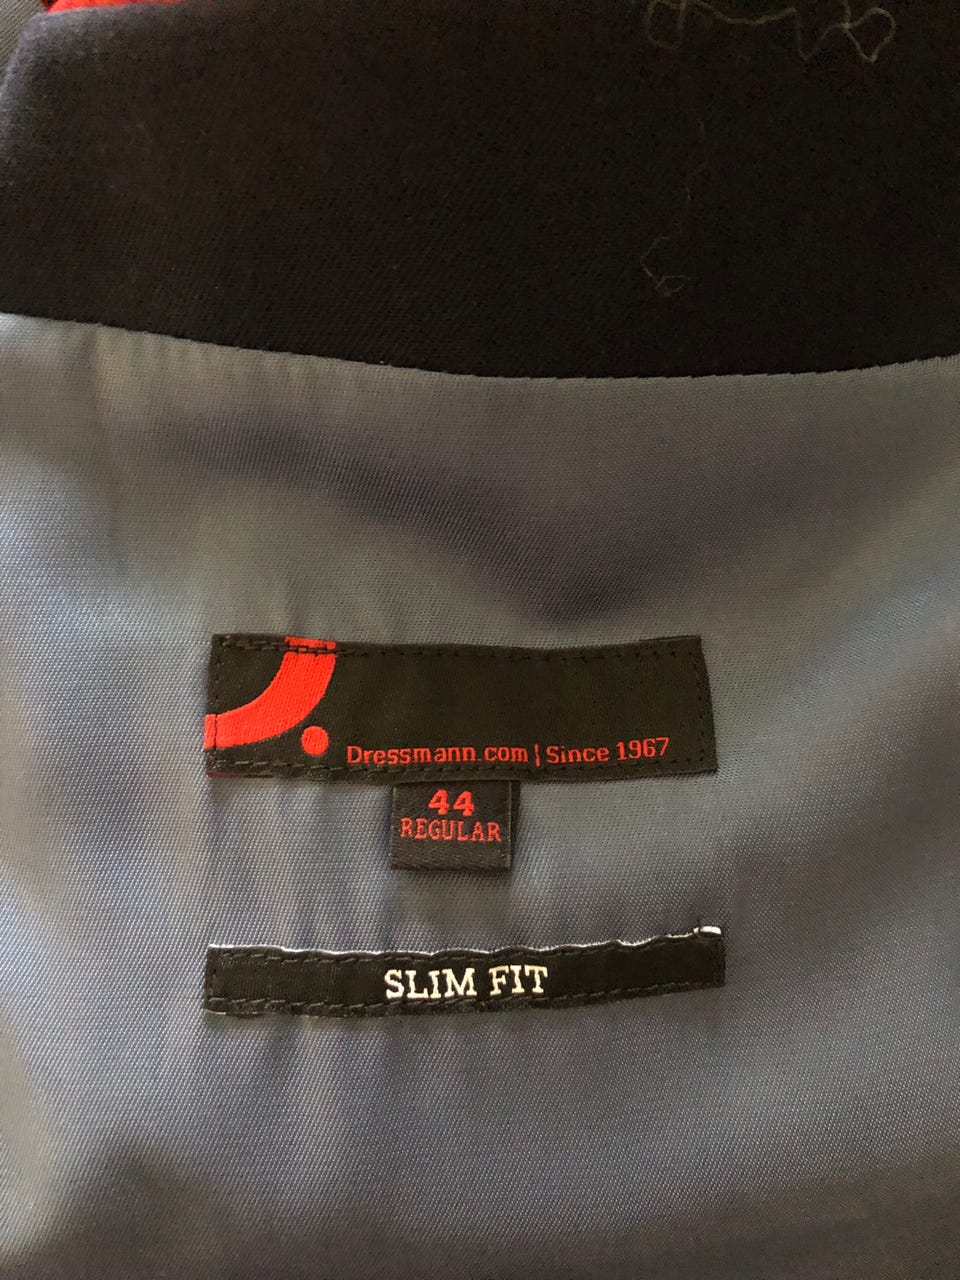 Dressmann.com | Since 1967
44
REGULAR
SLIM FIT